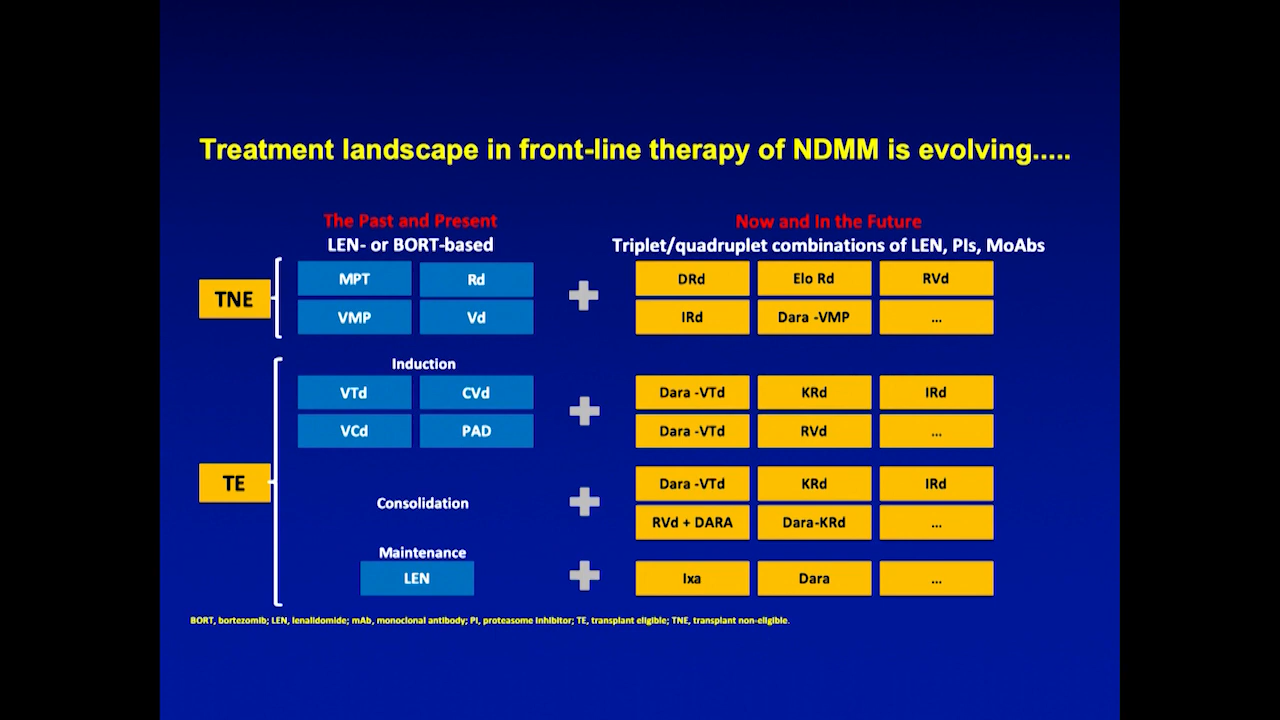 Treatment landscape in front-line therapy of NDMM is evolving.....
The Past and Present
Now and in the Future
LEN- or BORT-based
Triplet/quadruplet combinations of LEN, PIs, MoAbs
TNE
MPT
Rd
DRd
Elo Rd
RVd
VMP
Vd
IRd
Dara -VMP
...
TE
Induction
VTd
CVd
Dara -VTd
KRd
IRd
VCd
PAD
Dara -VTd
RVd
...
Consolidation
Dara -VTd
KRd
IRd
RVd + DARA
Dara-KRd
...
Maintenance
LEN
Ixa
Dara
...
BORT, bortezomib; LEN, lenalidomide; mAb, monoclonal antibody; PI, proteasome inhibitor; TE, transplant eligible; TNE, transplant non-eligible.